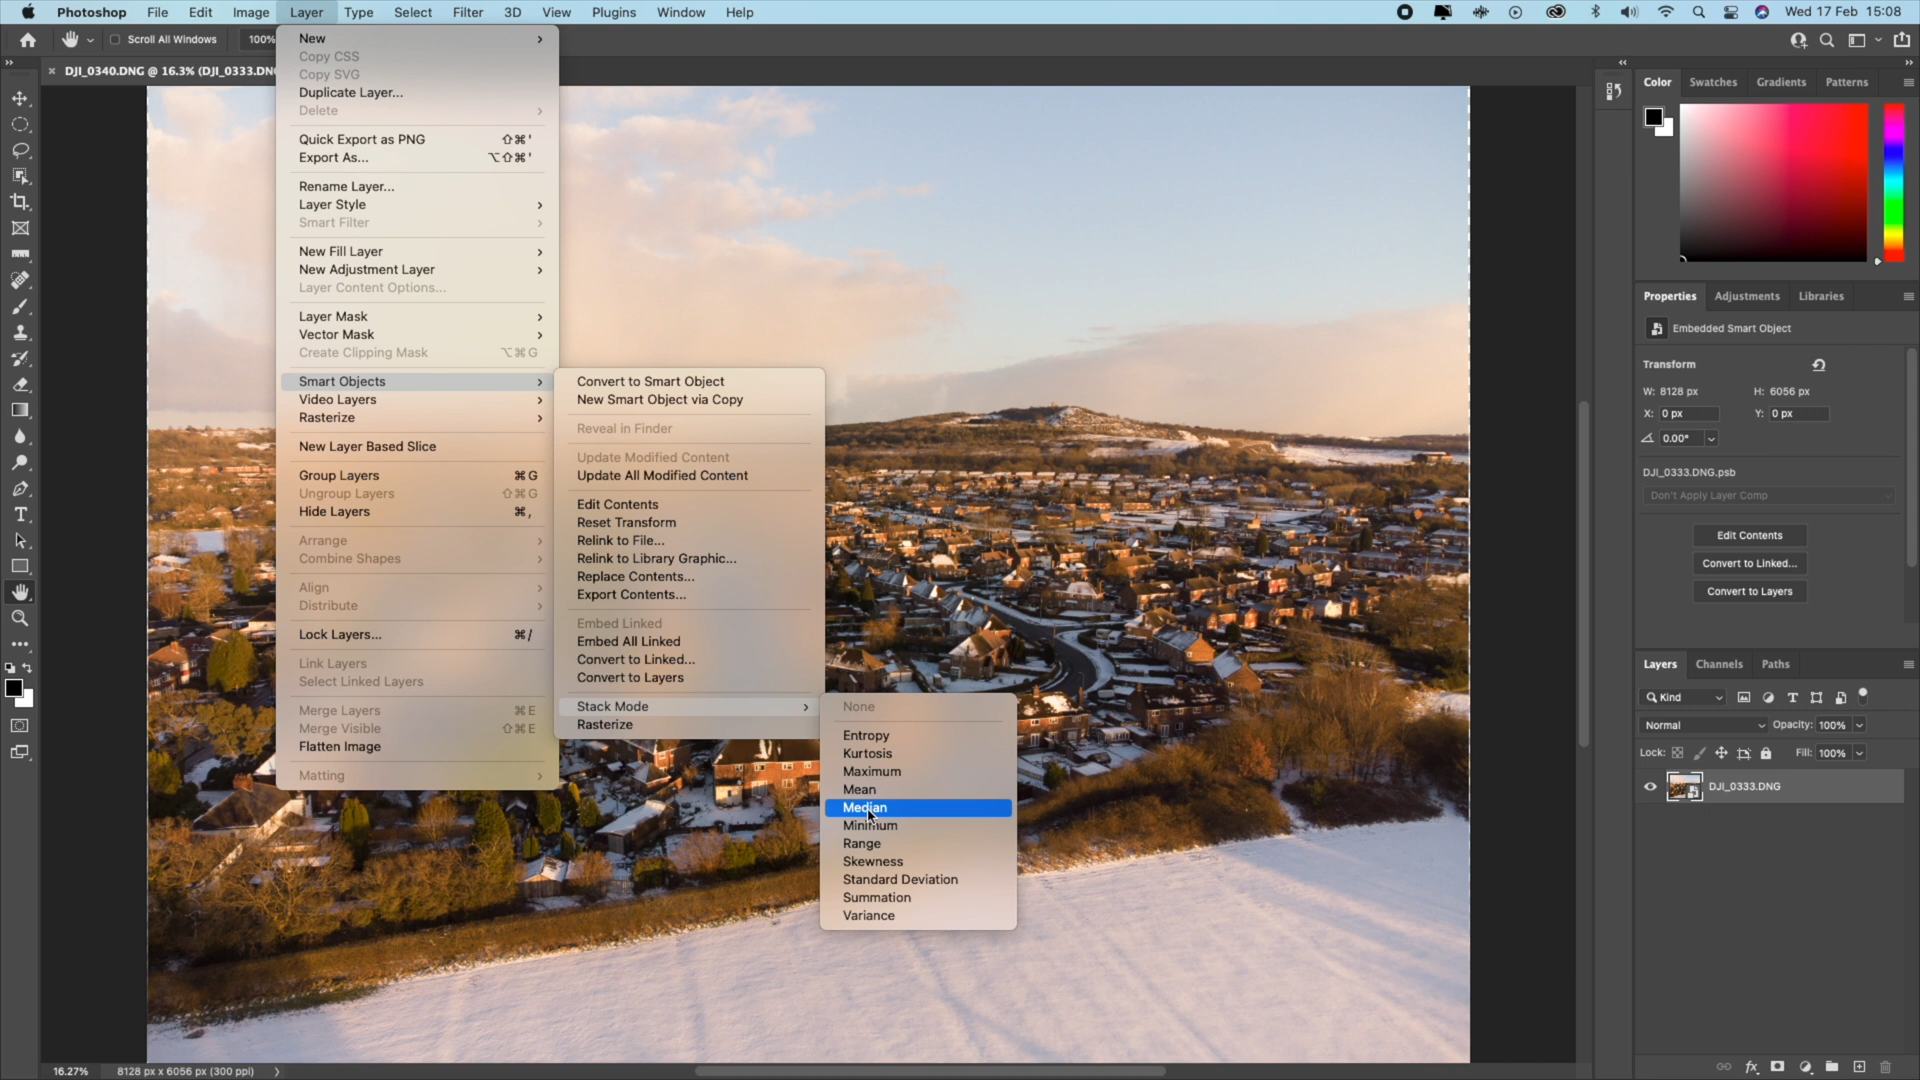 Photoshop File Edit Image Layer Type Select Filter 3D View Plugins Window Help Wed 17 Feb 15:08
Scroll All Windows 100%
× DJI_0340.DNG @ 16.3% (DJI_0333.DN
New
Copy CSS
Copy SVG
Duplicate Layer...
Delete
Quick Export as PNG ⇧⌘'
Export As... ⌥⇧⌘'
Rename Layer...
Layer Style
Smart Filter
New Fill Layer
New Adjustment Layer
Layer Content Options...
Layer Mask
Vector Mask
Create Clipping Mask ⌥⌘G
Smart Objects
Video Layers
Rasterize
New Layer Based Slice
Group Layers ⌘G
Ungroup Layers ⇧⌘G
Hide Layers ⌘,
Arrange
Combine Shapes
Align
Distribute
Lock Layers... ⌘/
Link Layers
Select Linked Layers
Merge Layers ⌘E
Merge Visible ⇧⌘E
Flatten Image
Matting
Convert to Smart Object
New Smart Object via Copy
Reveal in Finder
Update Modified Content
Update All Modified Content
Edit Contents
Reset Transform
Relink to File...
Relink to Library Graphic...
Replace Contents...
Export Contents...
Embed Linked
Embed All Linked
Convert to Linked...
Convert to Layers
Stack Mode
Rasterize
None
Entropy
Kurtosis
Maximum
Mean
Median
Minimum
Range
Skewness
Standard Deviation
Summation
Variance
Color Swatches Gradients Patterns
Properties Adjustments Libraries
Embedded Smart Object
Transform
W: 8128 px H: 6056 px
X: 0 px Y: 0 px
0.00°
DJI_0333.DNG.psb
Don't Apply Layer Comp
Edit Contents
Convert to Linked...
Convert to Layers
Layers Channels Paths
Kind
Normal Opacity: 100%
Lock: Fill: 100%
DJI_0333.DNG
16.27% 8128 px x 6056 px (300 ppi)